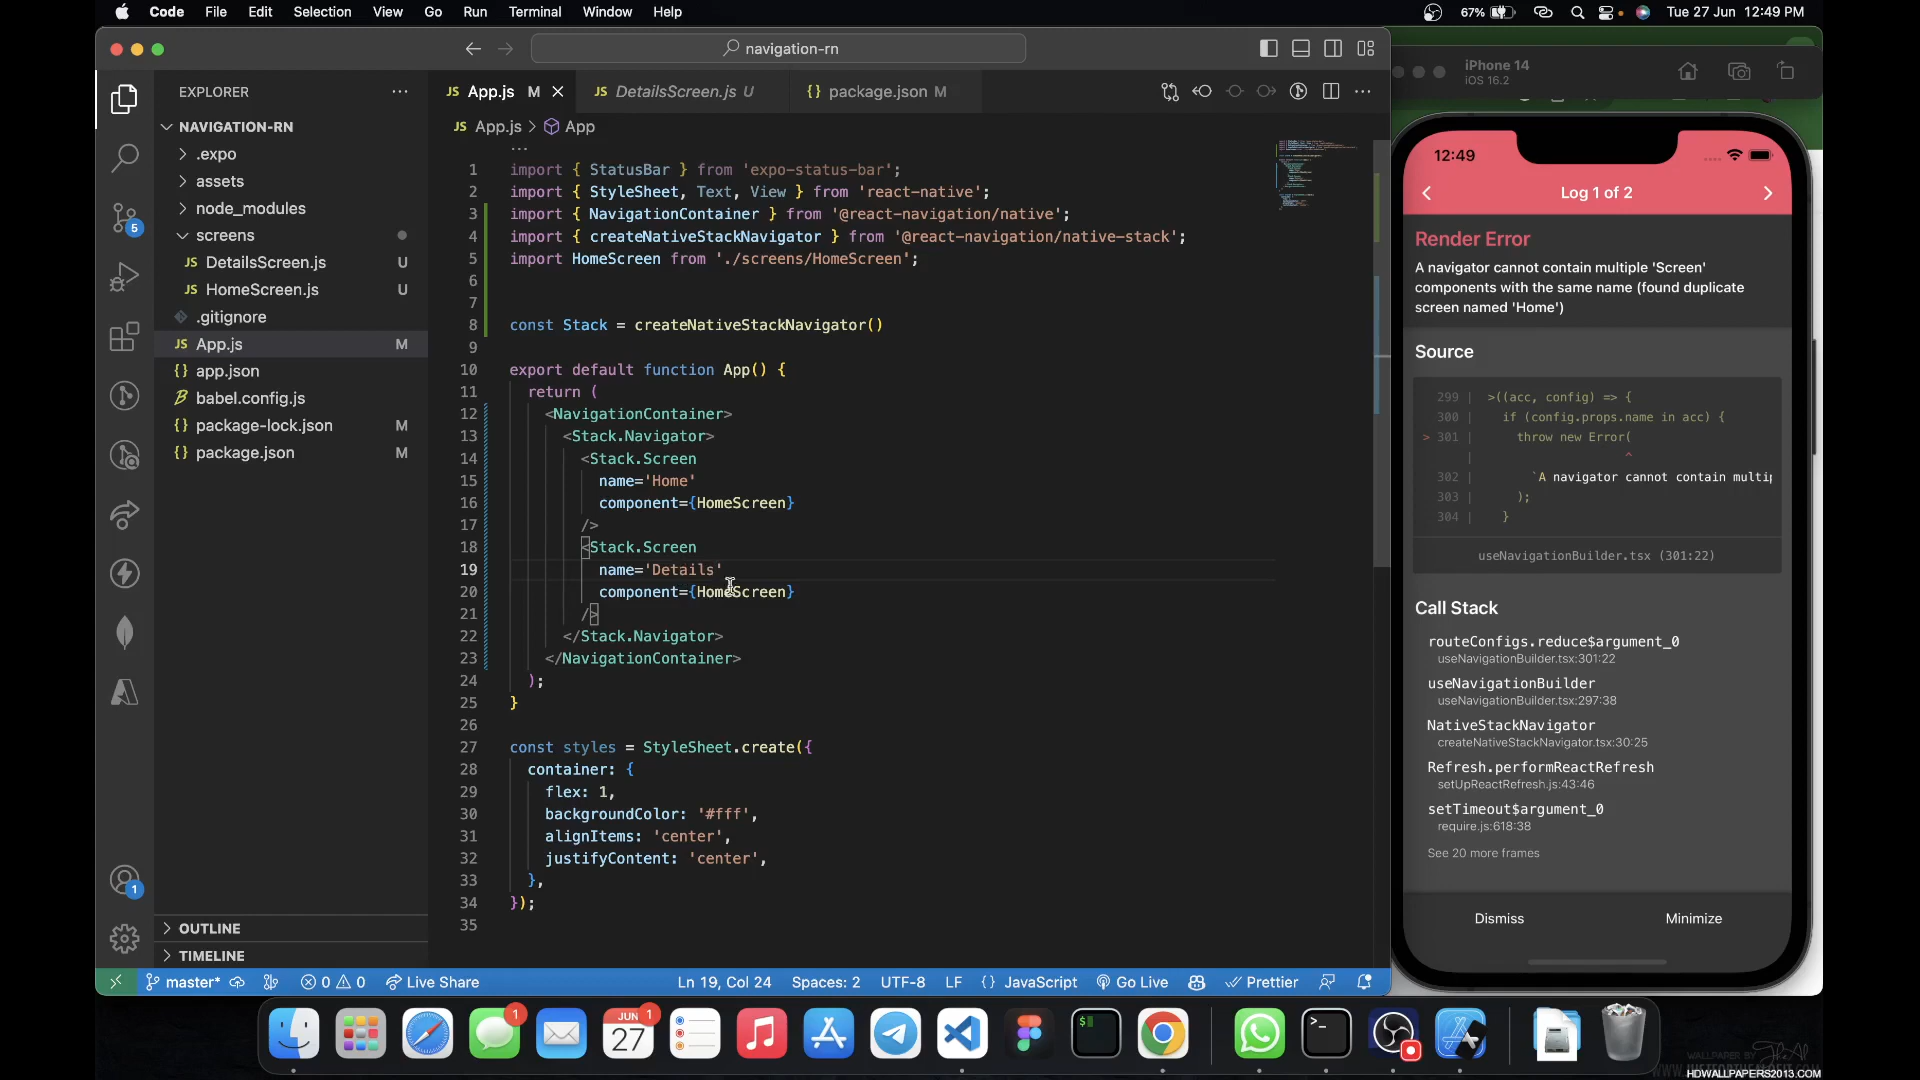 Code File Edit Selection View Go Run Terminal Window Help
67% Tue 27 Jun 12:49 PM
navigation-rn
EXPLORER
NAVIGATION-RN
.expo
assets
node_modules
screens
JS DetailsScreen.js U
JS HomeScreen.js U
.gitignore
JS App.js M
{} app.json
babel.config.js
{} package-lock.json M
{} package.json M
OUTLINE
TIMELINE
5
1
JS App.js M
JS DetailsScreen.js U
{} package.json M
JS App.js > App
...
1 import { StatusBar } from 'expo-status-bar';
2 import { StyleSheet, Text, View } from 'react-native';
3 import { NavigationContainer } from '@react-navigation/native';
4 import { createNativeStackNavigator } from '@react-navigation/native-stack';
5 import HomeScreen from './screens/HomeScreen';
6
7
8 const Stack = createNativeStackNavigator()
9
10 export default function App() {
11 return (
12 <NavigationContainer>
13 <Stack.Navigator>
14 <Stack.Screen
15 name='Home'
16 component={HomeScreen}
17 />
18 <Stack.Screen
19 name='Details'
20 component={HomeScreen}
21 />
22 </Stack.Navigator>
23 </NavigationContainer>
24 );
25 }
26
27 const styles = StyleSheet.create({
28 container: {
29 flex: 1,
30 backgroundColor: '#fff',
31 alignItems: 'center',
32 justifyContent: 'center',
33 },
34 });
35
master* 0 0 Live Share Ln 19, Col 24 Spaces: 2 UTF-8 LF {} JavaScript Go Live Prettier
iPhone 14
iOS 16.2
12:49
Log 1 of 2
Render Error
A navigator cannot contain multiple 'Screen'
components with the same name (found duplicate
screen named 'Home')
Source
299 | >((acc, config) => {
300 | if (config.props.name in acc) {
> 301 | throw new Error(
| ^
302 | `A navigator cannot contain multip
303 | );
304 | }
useNavigationBuilder.tsx (301:22)
Call Stack
routeConfigs.reduce$argument_0
useNavigationBuilder.tsx:301:22
useNavigationBuilder
useNavigationBuilder.tsx:297:38
NativeStackNavigator
createNativeStackNavigator.tsx:30:25
Refresh.performReactRefresh
setUpReactRefresh.js:43:46
setTimeout$argument_0
require.js:618:38
See 20 more frames
Dismiss Minimize
1
JUN 1
27
$
>_
WALLPAPER BY
HDWALLPAPERS2013.COM